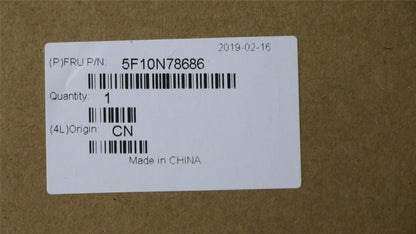 2019-02-16
(P)FRU P/N: 5F10N78686
Quantity: 1
(4L)Origin: CN
Made in CHINA